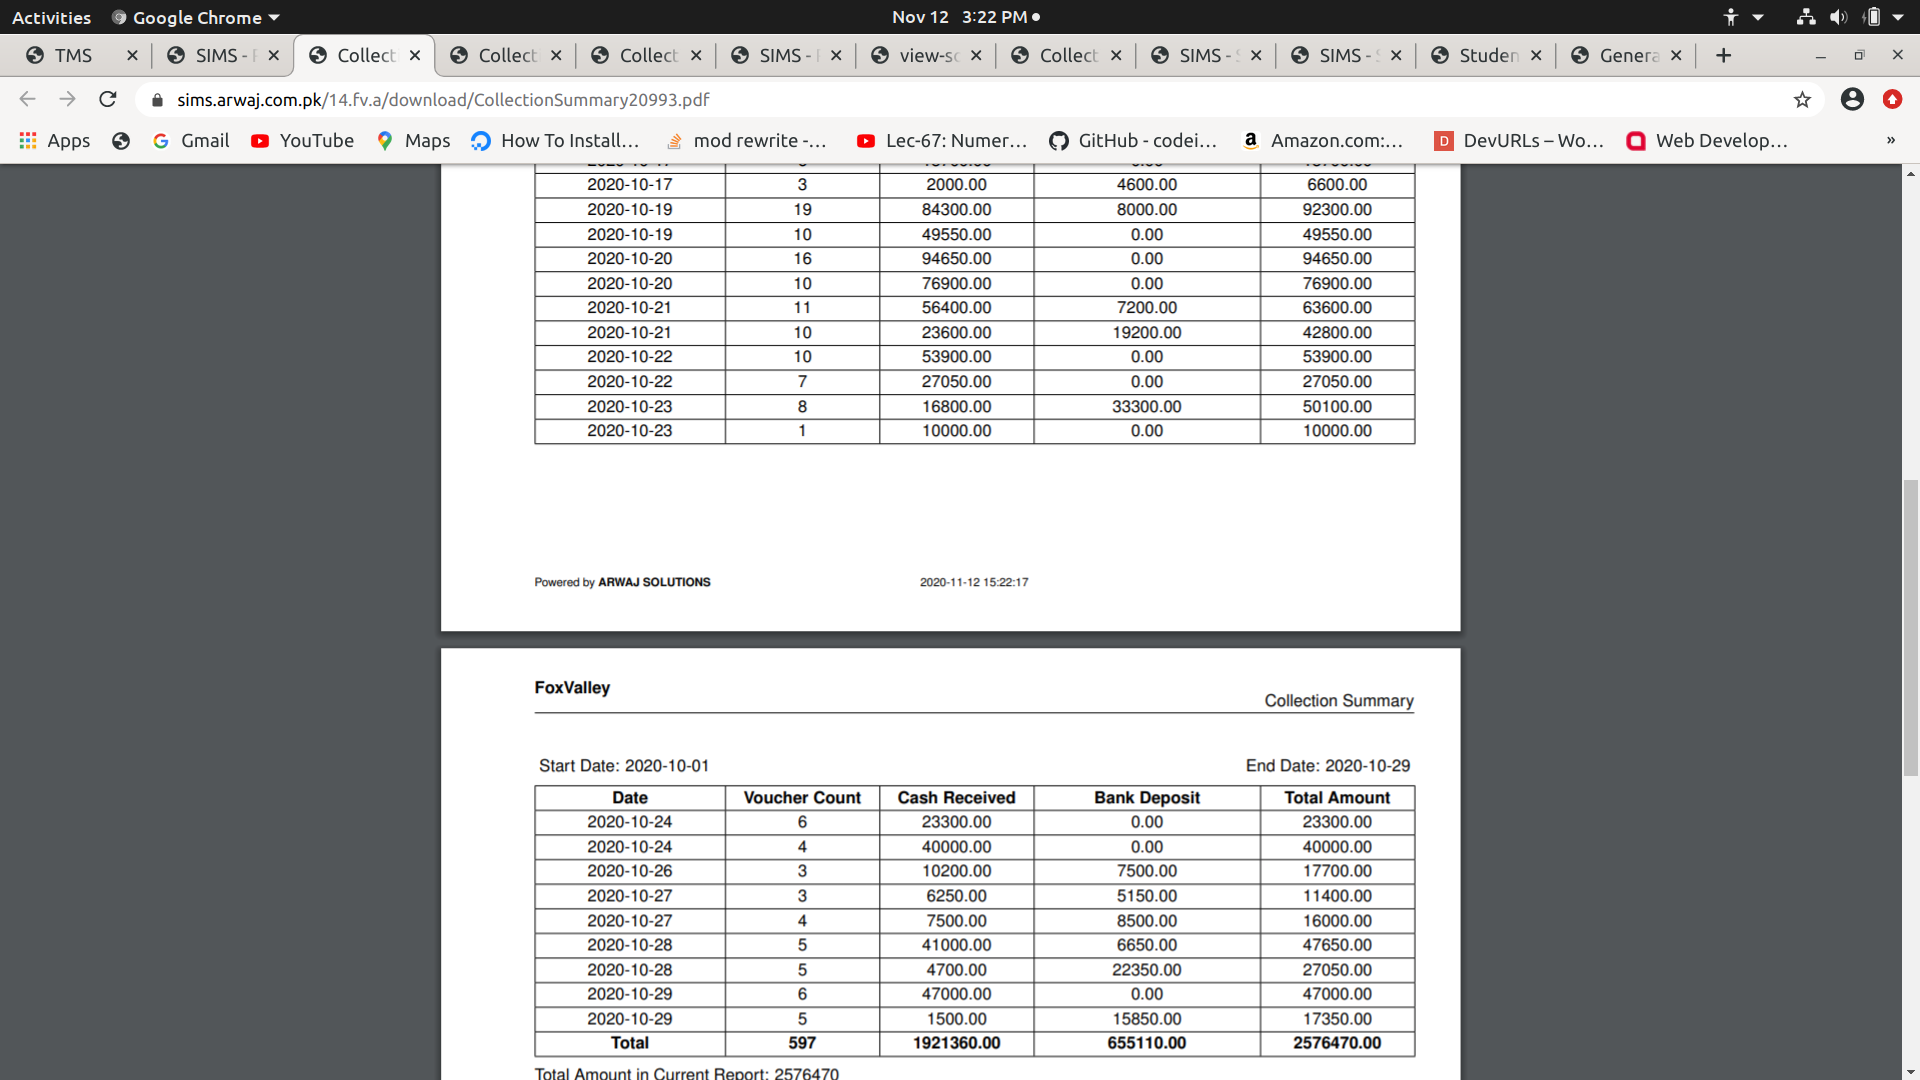 Activities Google Chrome Nov 12 3:22 PM
TMS SIMS - Collect Collect Collect SIMS - view-so Collect SIMS - SIMS - Studen Genera
sims.arwaj.com.pk/14.fv.a/download/CollectionSummary20993.pdf
Apps Gmail YouTube Maps How To Install... mod rewrite -... Lec-67: Numer... GitHub - codei... Amazon.com:... DevURLs – Wo... Web Develop... »
2020-10-17 3 2000.00 4600.00 6600.00
2020-10-19 19 84300.00 8000.00 92300.00
2020-10-19 10 49550.00 0.00 49550.00
2020-10-20 16 94650.00 0.00 94650.00
2020-10-20 10 76900.00 0.00 76900.00
2020-10-21 11 56400.00 7200.00 63600.00
2020-10-21 10 23600.00 19200.00 42800.00
2020-10-22 10 53900.00 0.00 53900.00
2020-10-22 7 27050.00 0.00 27050.00
2020-10-23 8 16800.00 33300.00 50100.00
2020-10-23 1 10000.00 0.00 10000.00
Powered by ARWAJ SOLUTIONS 2020-11-12 15:22:17
FoxValley
Collection Summary
Start Date: 2020-10-01 End Date: 2020-10-29
Date Voucher Count Cash Received Bank Deposit Total Amount
2020-10-24 6 23300.00 0.00 23300.00
2020-10-24 4 40000.00 0.00 40000.00
2020-10-26 3 10200.00 7500.00 17700.00
2020-10-27 3 6250.00 5150.00 11400.00
2020-10-27 4 7500.00 8500.00 16000.00
2020-10-28 5 41000.00 6650.00 47650.00
2020-10-28 5 4700.00 22350.00 27050.00
2020-10-29 6 47000.00 0.00 47000.00
2020-10-29 5 1500.00 15850.00 17350.00
Total 597 1921360.00 655110.00 2576470.00
Total Amount in Current Report: 2576470